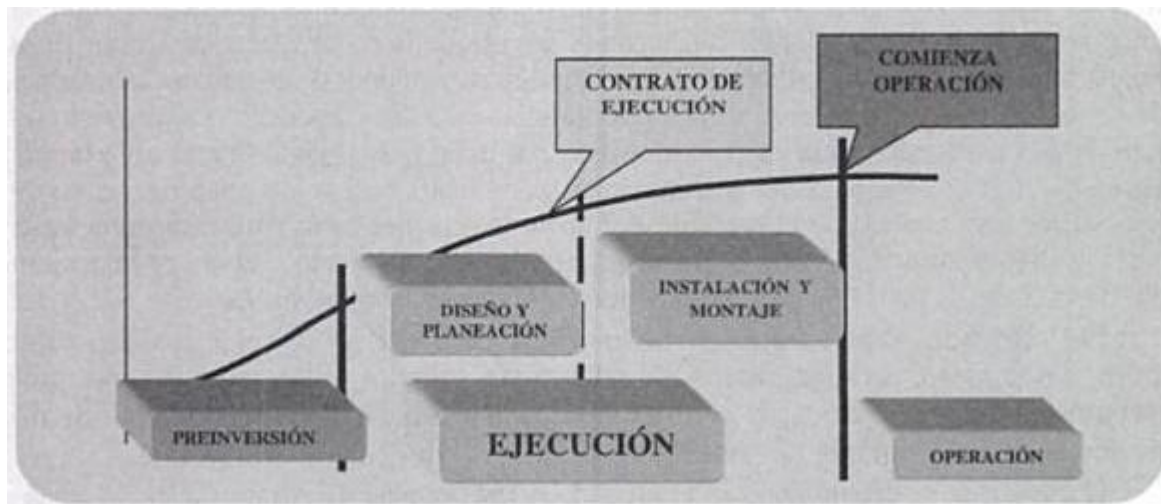 CONTRATO DE
EJECUCIÓN
COMIENZA
OPERACIÓN
DISEÑO Y
PLANEACIÓN
INSTALACIÓN Y
MONTAJE
PREINVERSIÓN
EJECUCIÓN
OPERACIÓN